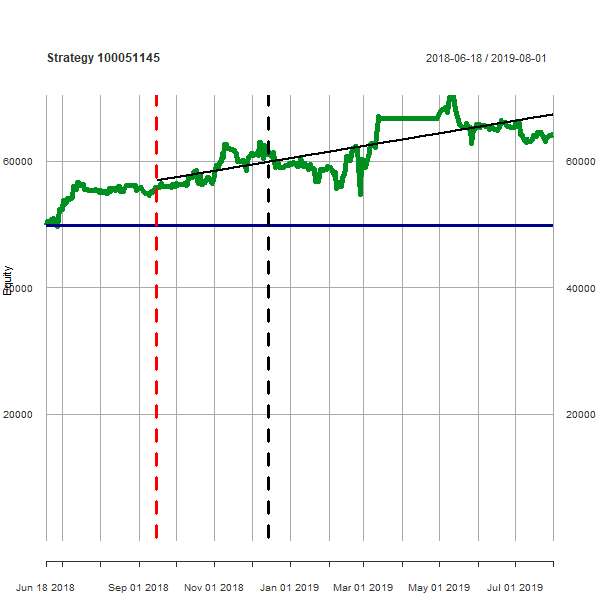 Strategy 100051145
2018-06-18 / 2019-08-01
60000
60000
Equity
40000
40000
20000
20000
Jun 18 2018
Sep 01 2018
Nov 01 2018
Jan 01 2019
Mar 01 2019
May 01 2019
Jul 01 2019